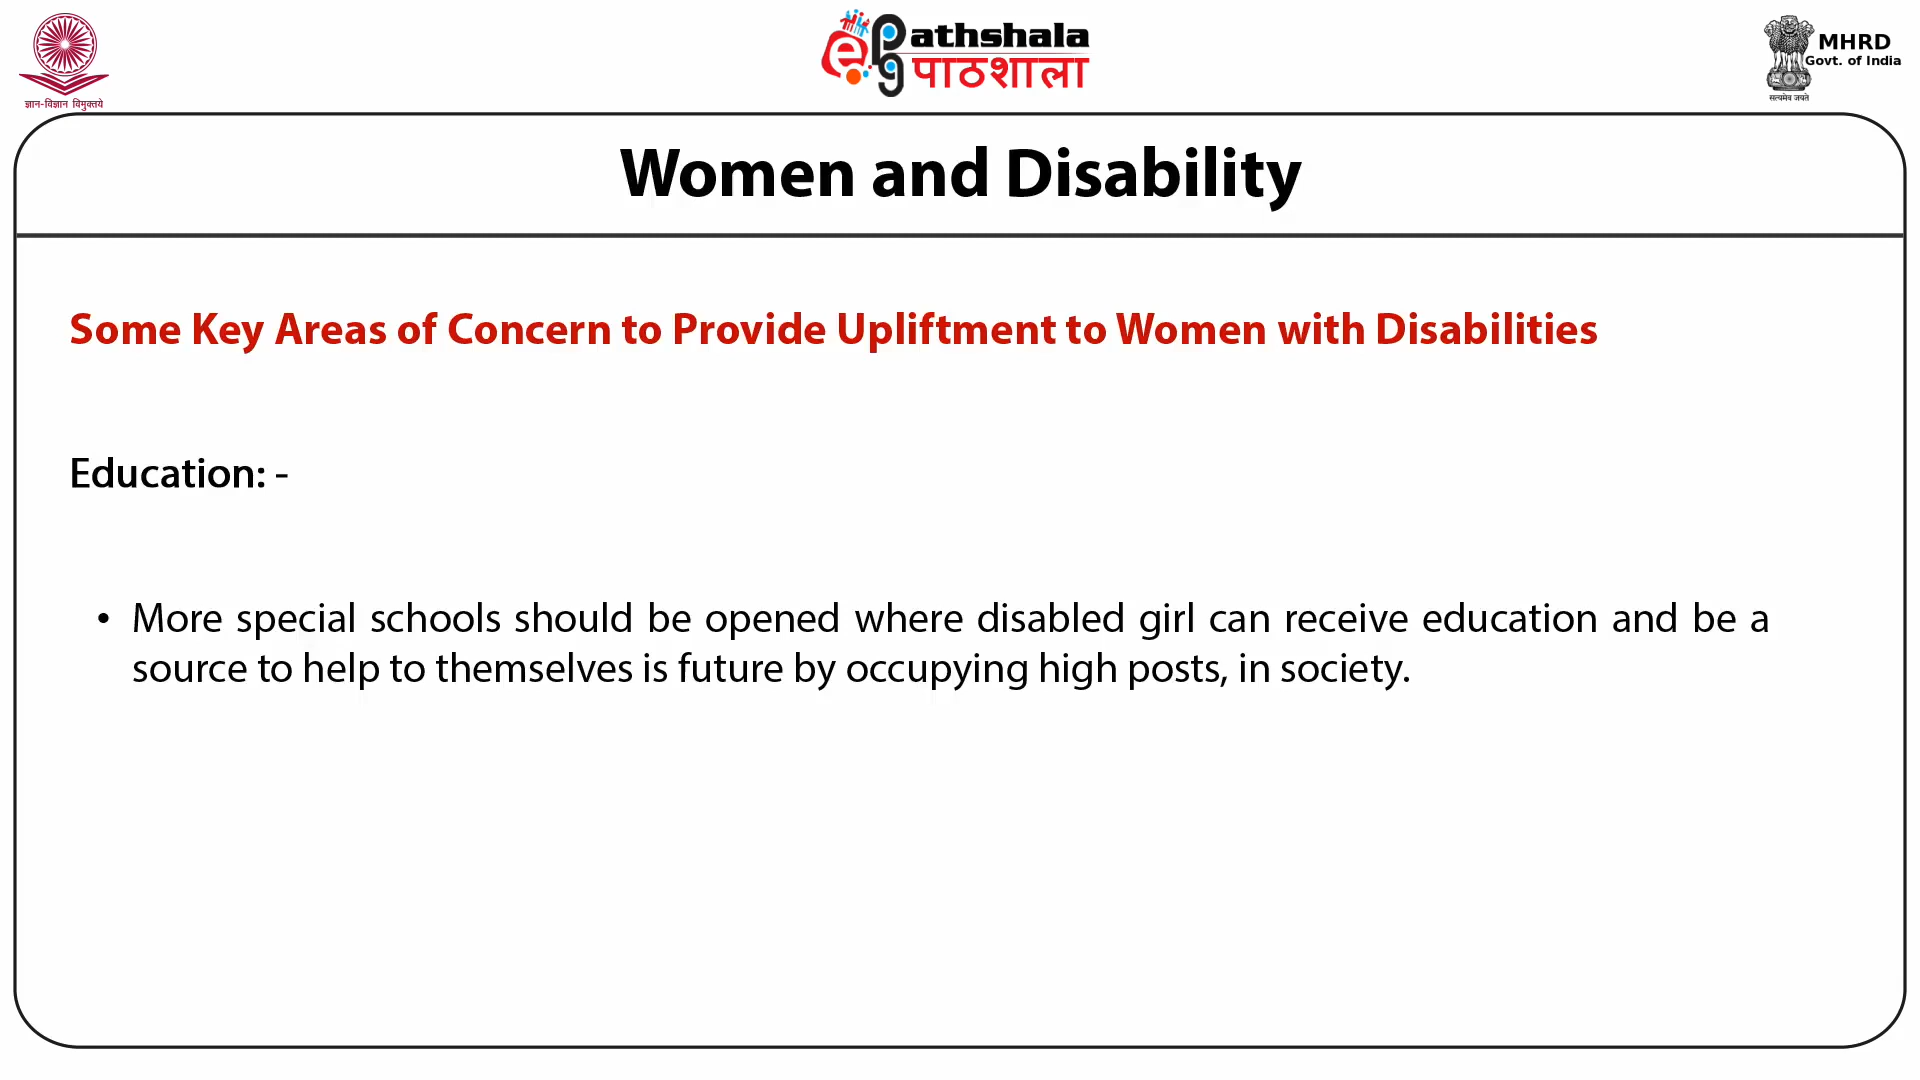 ज्ञान-विज्ञान विमुक्तये
ePathshala
पाठशाला
MHRD
Govt. of India
सत्यमेव जयते
Women and Disability
Some Key Areas of Concern to Provide Upliftment to Women with Disabilities
Education: -
• More special schools should be opened where disabled girl can receive education and be a
source to help to themselves is future by occupying high posts, in society.